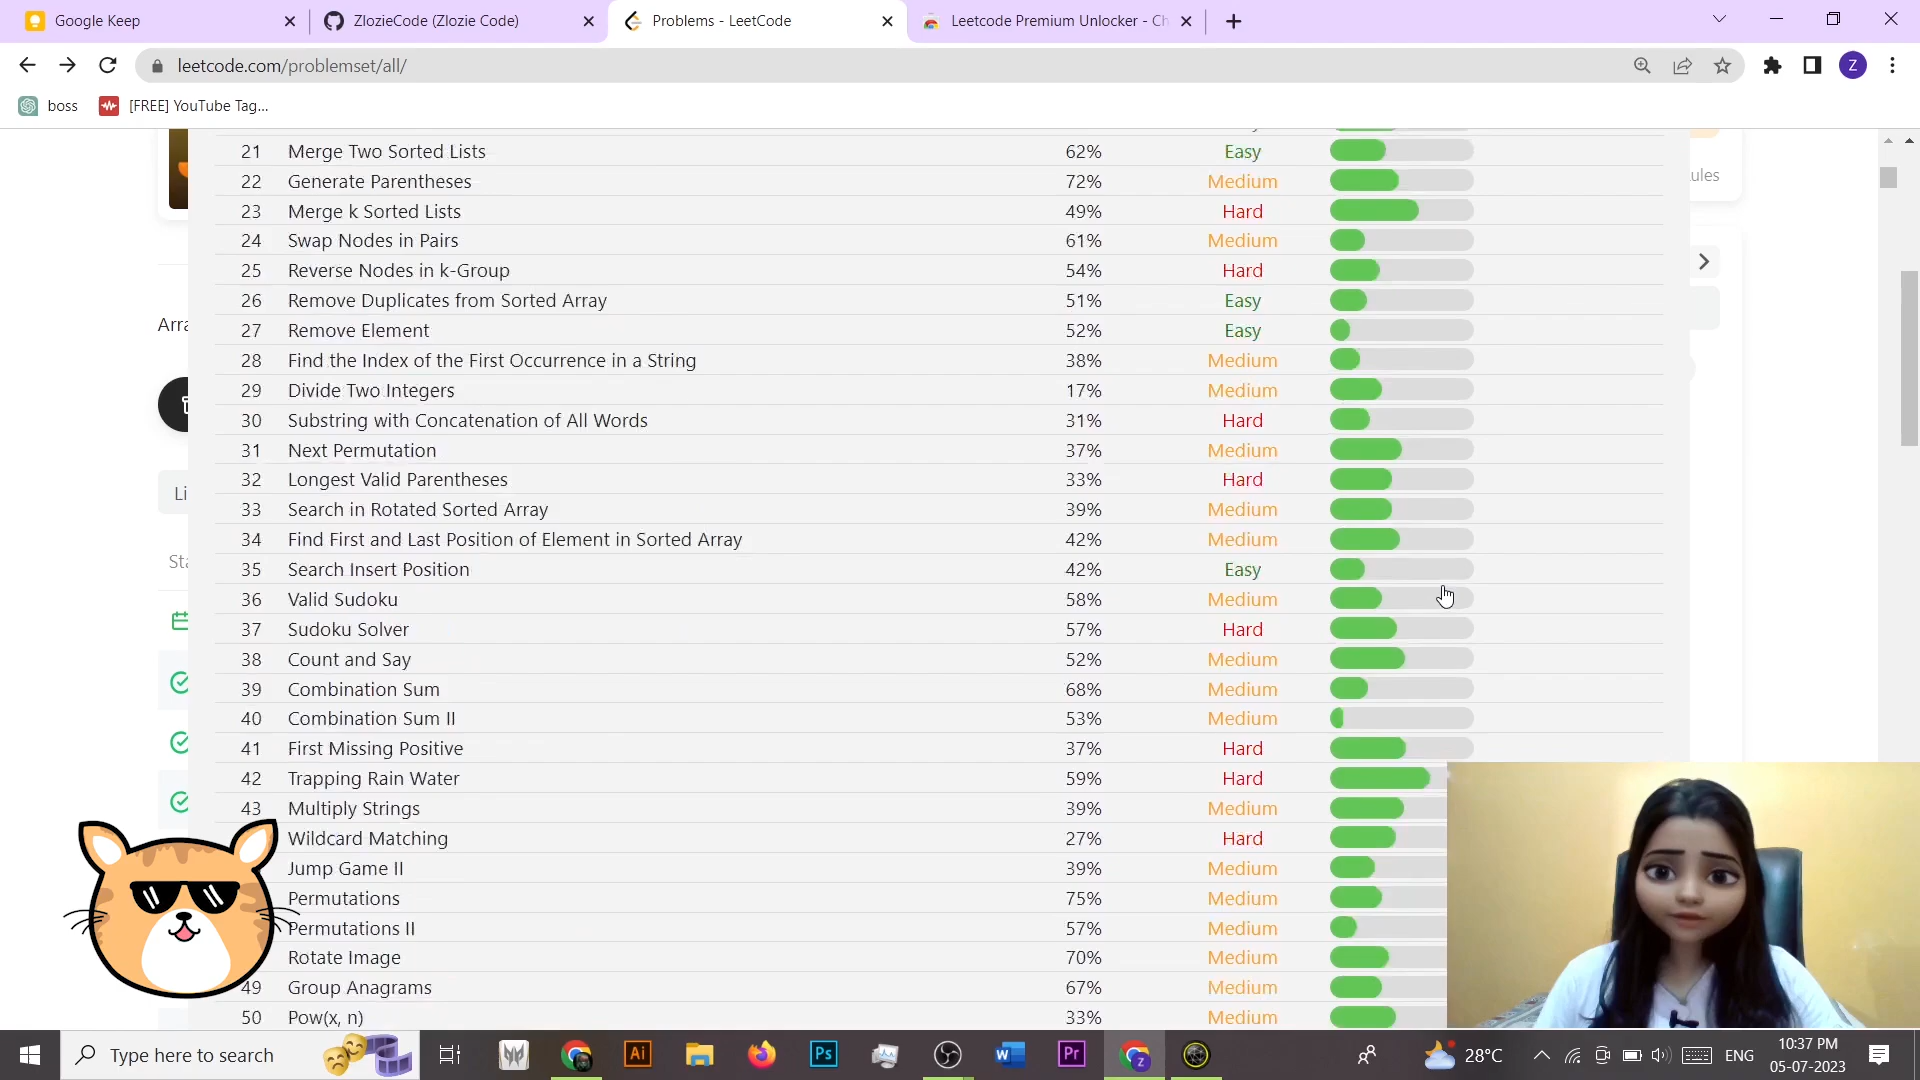 Google Keep
ZlozieCode (Zlozie Code)
Problems - LeetCode
Leetcode Premium Unlocker - Ch
leetcode.com/problemset/all/
Z
boss
[FREE] YouTube Tag...
21 Merge Two Sorted Lists 62% Easy
ules
22 Generate Parentheses 72% Medium
23 Merge k Sorted Lists 49% Hard
24 Swap Nodes in Pairs 61% Medium
25 Reverse Nodes in k-Group 54% Hard
26 Remove Duplicates from Sorted Array 51% Easy
Arra
27 Remove Element 52% Easy
28 Find the Index of the First Occurrence in a String 38% Medium
29 Divide Two Integers 17% Medium
30 Substring with Concatenation of All Words 31% Hard
31 Next Permutation 37% Medium
32 Longest Valid Parentheses 33% Hard
Li
33 Search in Rotated Sorted Array 39% Medium
34 Find First and Last Position of Element in Sorted Array 42% Medium
Sta
35 Search Insert Position 42% Easy
36 Valid Sudoku 58% Medium
37 Sudoku Solver 57% Hard
38 Count and Say 52% Medium
39 Combination Sum 68% Medium
40 Combination Sum II 53% Medium
41 First Missing Positive 37% Hard
42 Trapping Rain Water 59% Hard
43 Multiply Strings 39% Medium
Wildcard Matching 27% Hard
Jump Game II 39% Medium
Permutations 75% Medium
Permutations II 57% Medium
Rotate Image 70% Medium
49 Group Anagrams 67% Medium
50 Pow(x, n) 33% Medium
Type here to search
Ai
Ps
W
Pr
Z
28°C
ENG
10:37 PM
05-07-2023